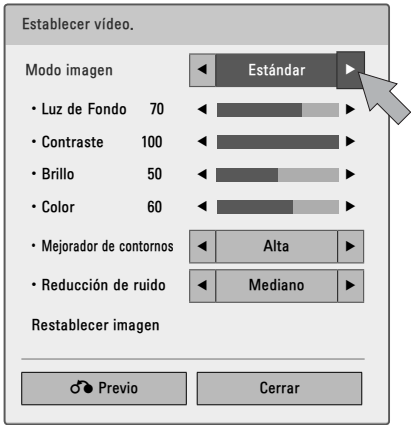 Establecer vídeo.
Modo imagen ◄ Estándar ►
• Luz de Fondo 70 ◄ ►
• Contraste 100 ◄ ►
• Brillo 50 ◄ ►
• Color 60 ◄ ►
• Mejorador de contornos ◄ Alta ►
• Reducción de ruido ◄ Mediano ►
Restablecer imagen
Previo Cerrar